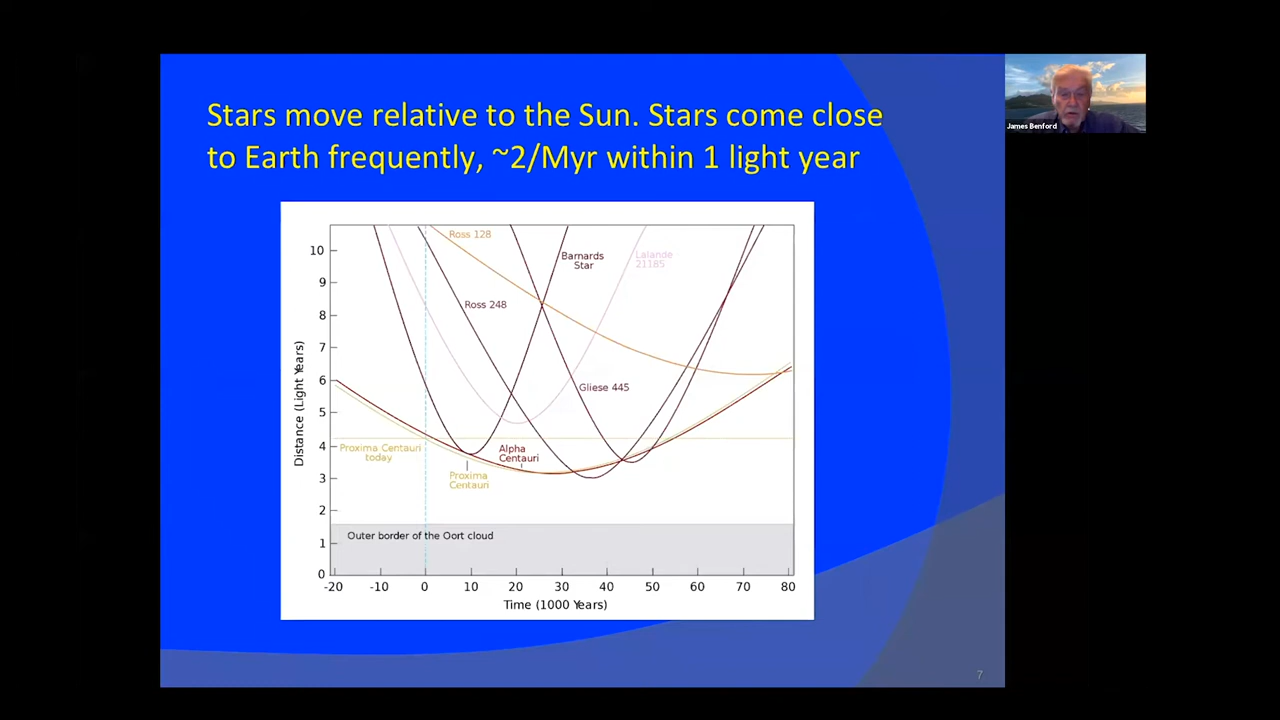 Stars move relative to the Sun. Stars come close
to Earth frequently, ~2/Myr within 1 light year
James Benford
Ross 128
Barnards
Star
Lalande
21185
Ross 248
Gliese 445
Proxima Centauri
today
Alpha
Centauri
Proxima
Centauri
Outer border of the Oort cloud
Distance (Light Years)
10
9
8
7
6
5
4
3
2
1
0
-20 -10 0 10 20 30 40 50 60 70 80
Time (1000 Years)
7